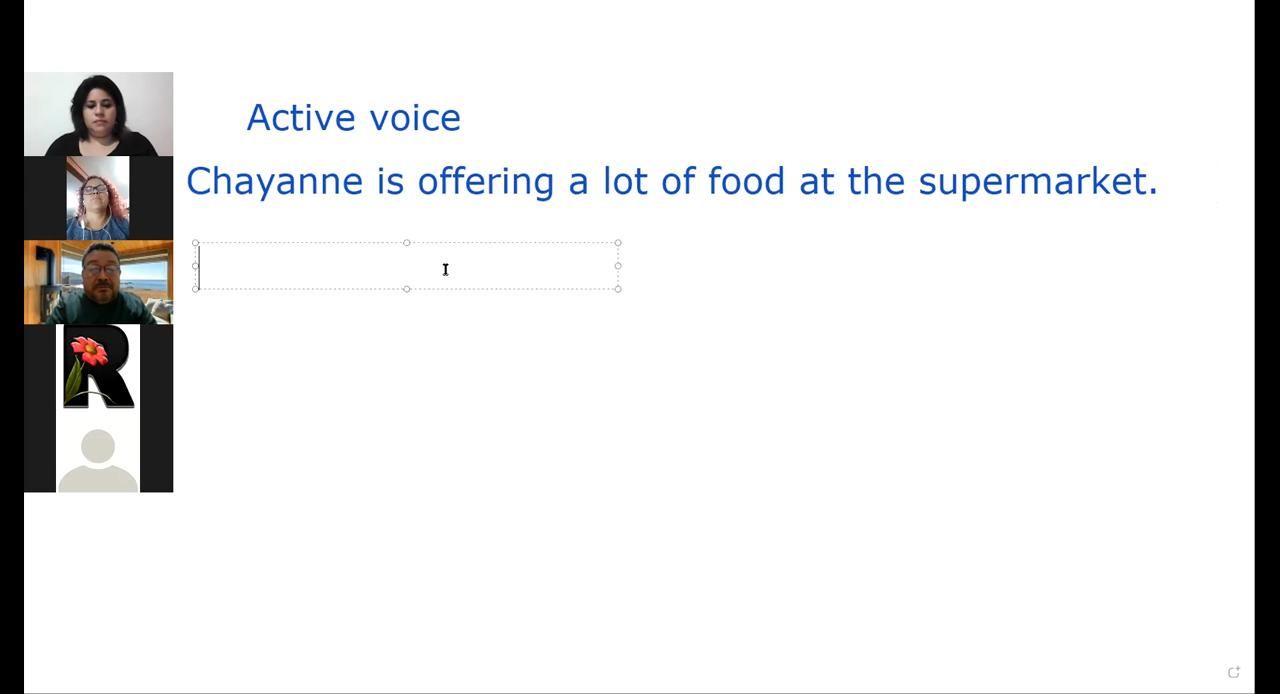 Active voice
Chayanne is offering a lot of food at the supermarket.
R